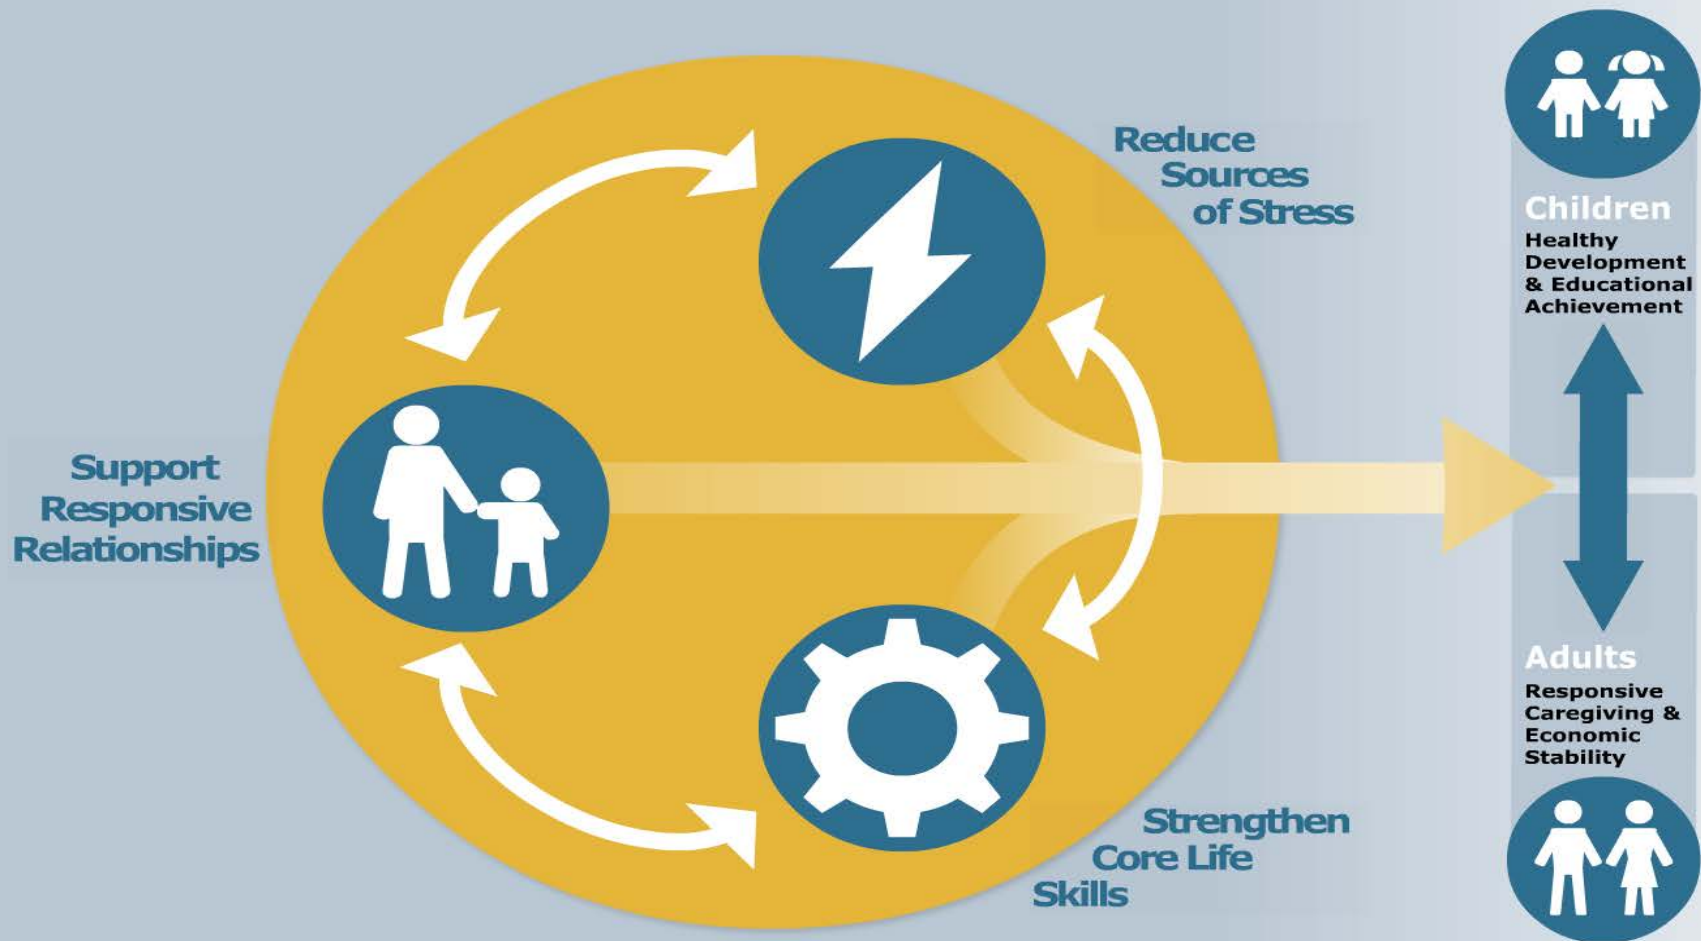 Support
Responsive
Relationships
Reduce
Sources
of Stress
Strengthen
Core Life
Skills
Children
Healthy
Development
& Educational
Achievement
Adults
Responsive
Caregiving &
Economic
Stability